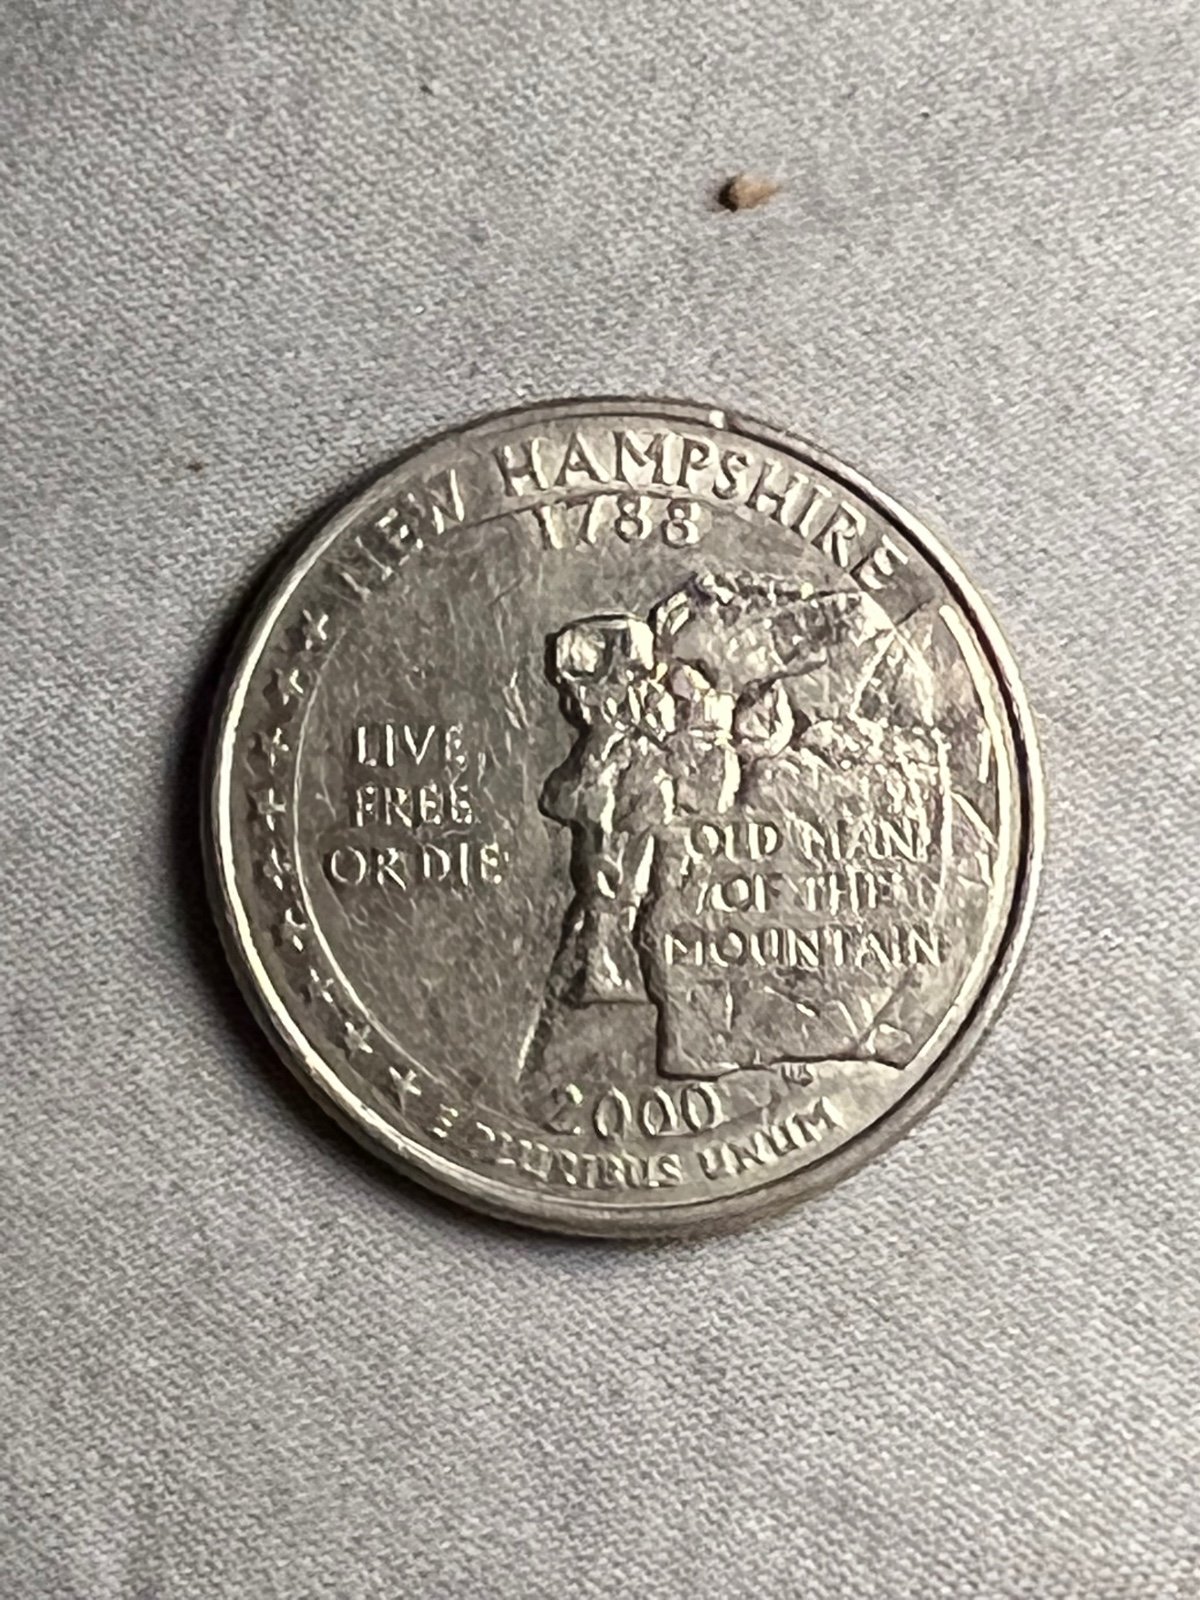 NEW HAMPSHIRE
1788
LIVE
FREE
OR DIE
OLD MAN
OF THE
MOUNTAIN
2000
E PLURIBUS UNUM